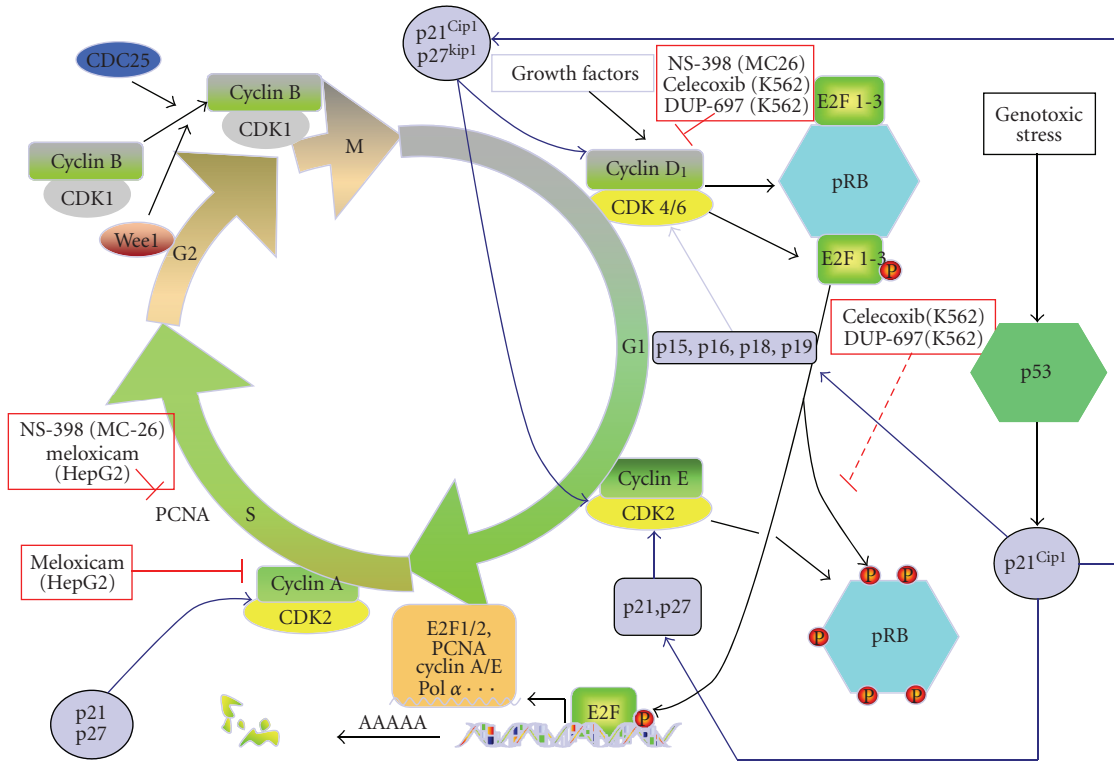 p21Cip1
p27kip1
CDC25
Growth factors
NS-398 (MC26)
Celecoxib (K562)
DUP-697 (K562)
E2F 1-3
Genotoxic
stress
Cyclin B
CDK1
Cyclin B
CDK1
M
Cyclin D1
CDK 4/6
pRB
Wee1
G2
E2F 1-3
P
Celecoxib(K562)
DUP-697(K562)
G1
p15, p16, p18, p19
p53
NS-398 (MC-26)
meloxicam
(HepG2)
PCNA
S
Cyclin E
CDK2
Meloxicam
(HepG2)
Cyclin A
CDK2
p21,p27
p21Cip1
P
P
P
pRB
P
P
P
E2F1/2,
PCNA
cyclin A/E
Pol α · · ·
p21
p27
AAAAA
E2F
P